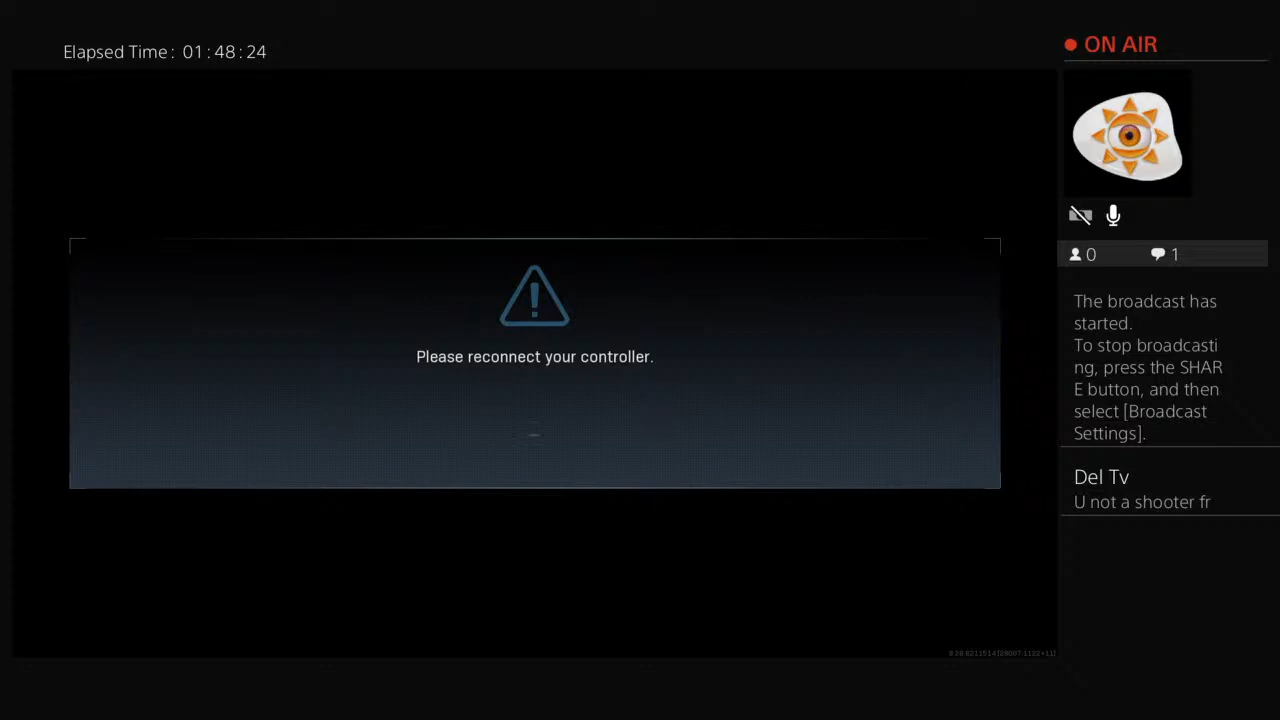 Elapsed Time: 01:48:24
ON AIR
0
1
The broadcast has
started.
To stop broadcasti
ng, press the SHAR
E button, and then
select [Broadcast
Settings].
Del Tv
U not a shooter fr
Please reconnect your controller.